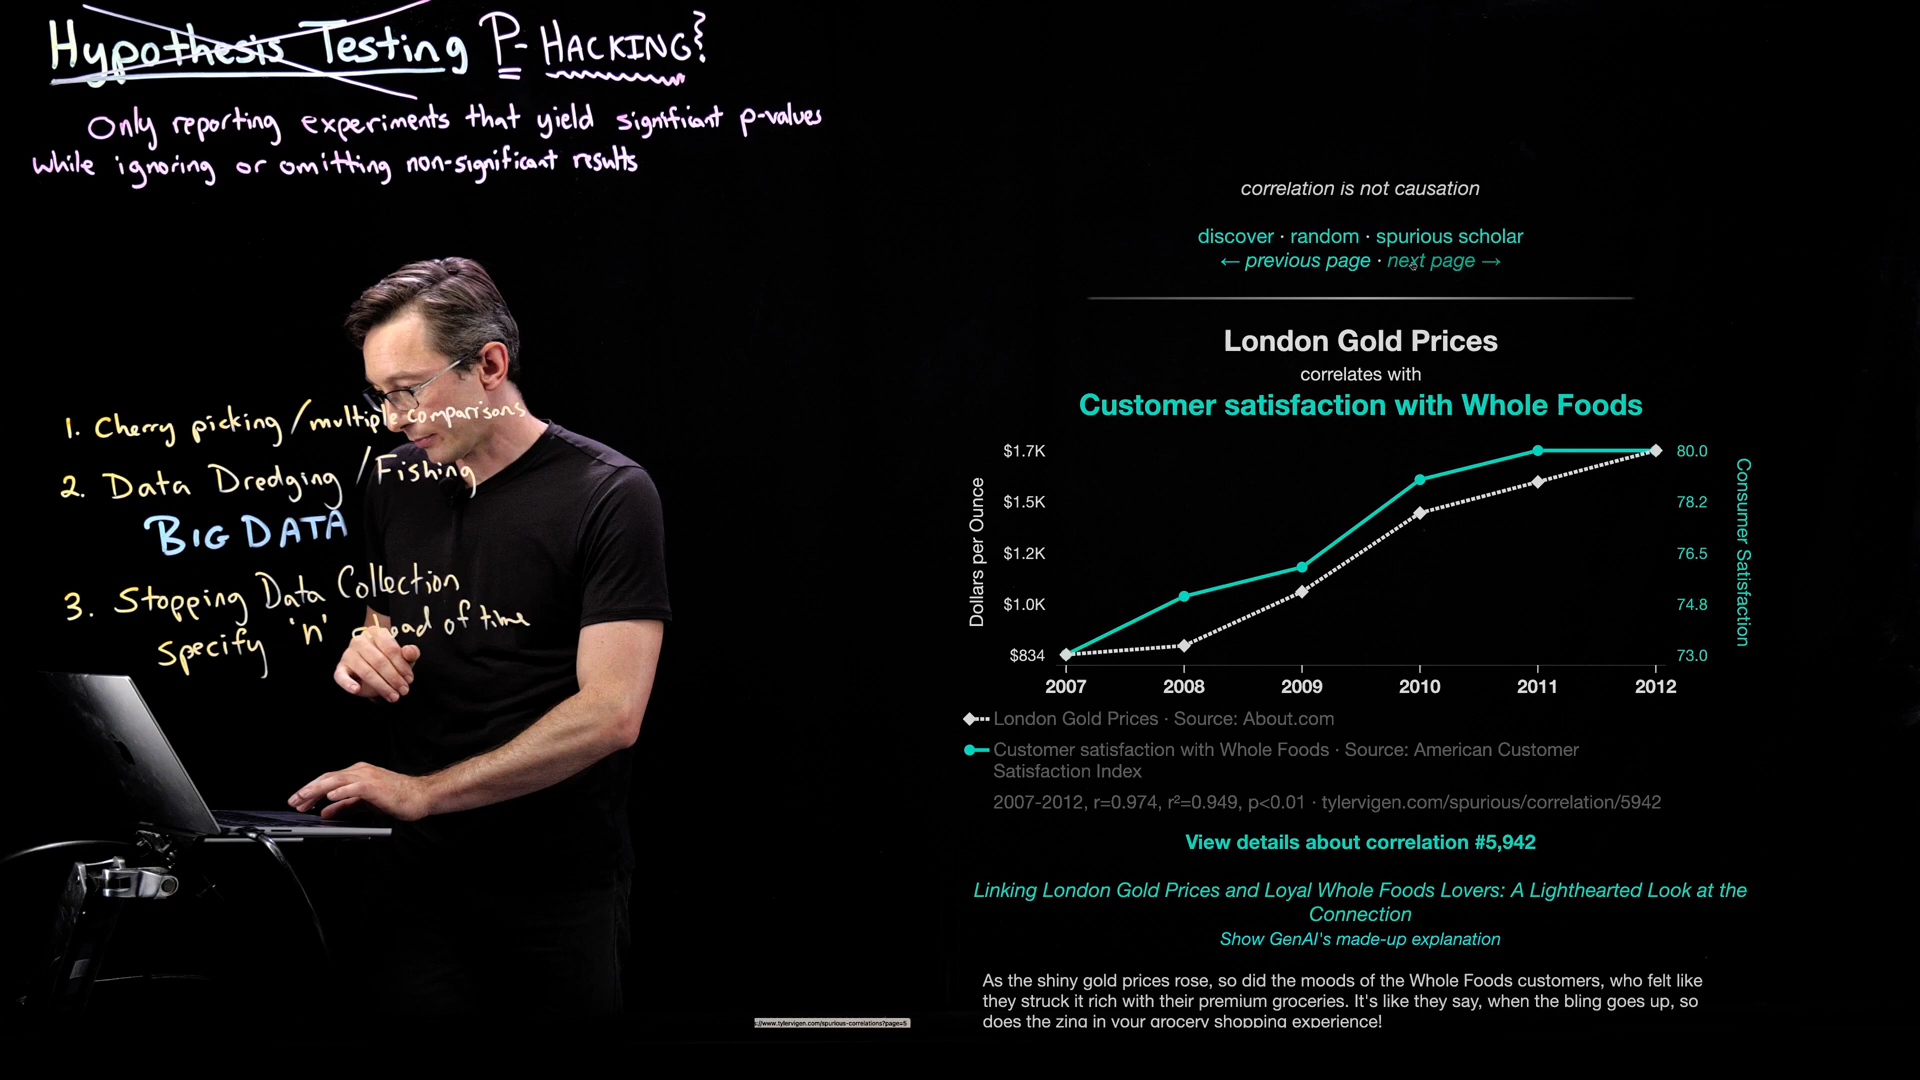 Hypothesis Testing P-HACKING
Only reporting experiments that yield significant p-values
while ignoring or omitting non-significant results
1. Cherry picking / multiple comparisons
2. Data Dredging / Fishing
BIG DATA
3. Stopping Data Collection
specify 'n' ahead of time
correlation is not causation
discover · random · spurious scholar
← previous page · next page →
London Gold Prices
correlates with
Customer satisfaction with Whole Foods
Dollars per Ounce
$1.7K
$1.5K
$1.2K
$1.0K
$834
80.0
78.2
76.5
74.8
73.0
Consumer Satisfaction
2007 2008 2009 2010 2011 2012
London Gold Prices · Source: About.com
Customer satisfaction with Whole Foods · Source: American Customer
Satisfaction Index
2007-2012, r=0.974, r²=0.949, p<0.01 · tylervigen.com/spurious/correlation/5942
View details about correlation #5,942
Linking London Gold Prices and Loyal Whole Foods Lovers: A Lighthearted Look at the
Connection
Show GenAI's made-up explanation
As the shiny gold prices rose, so did the moods of the Whole Foods customers, who felt like
they struck it rich with their premium groceries. It's like they say, when the bling goes up, so
does the zing in your grocery shopping experience!
://www.tylervigen.com/spurious-correlations?page=5